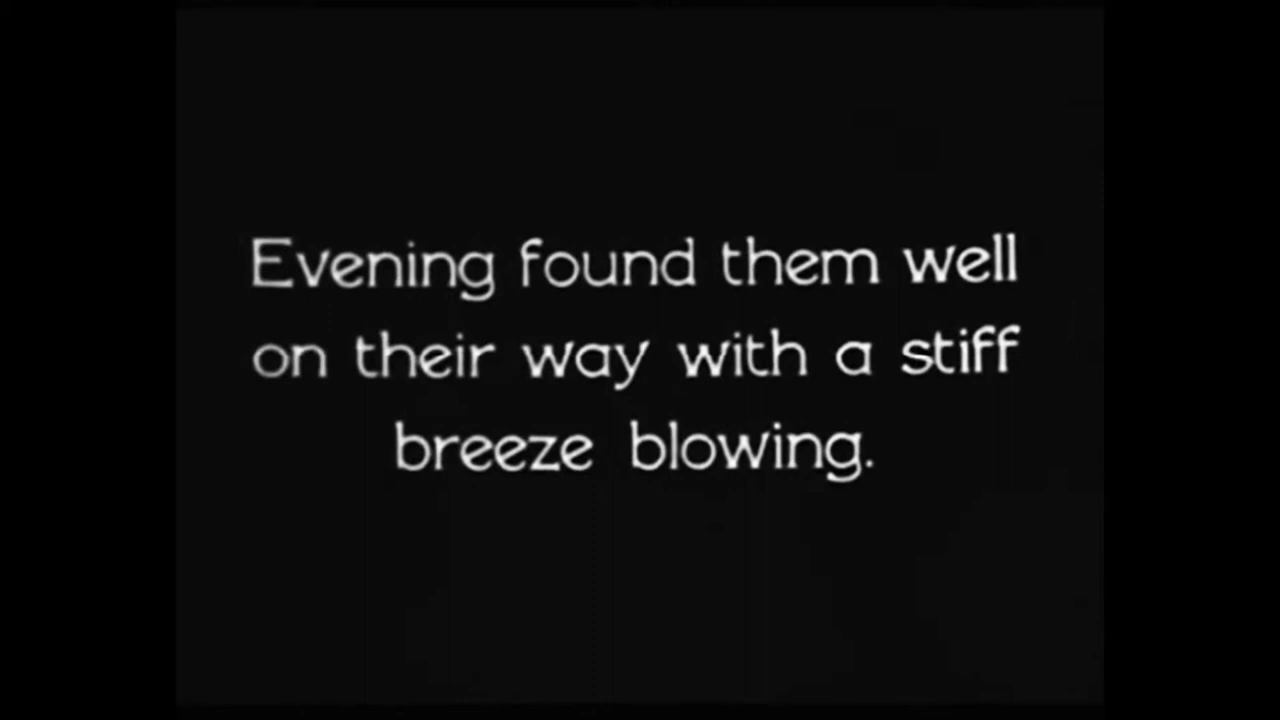 Evening found them well
on their way with a stiff
breeze blowing.